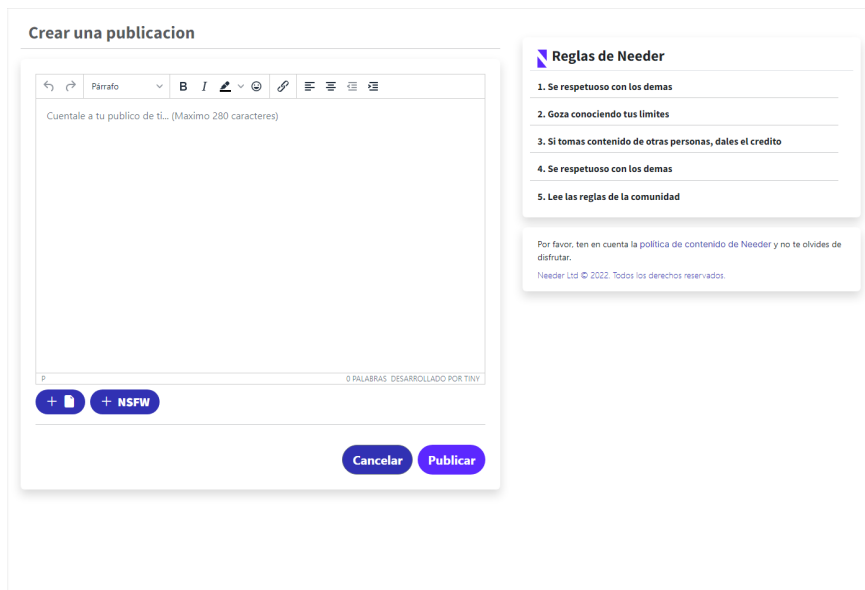 Crear una publicacion
Párrafo
B I
Cuentale a tu publico de ti... (Maximo 280 caracteres)
P
0 PALABRAS DESARROLLADO POR TINY
+
+ NSFW
Cancelar
Publicar
Reglas de Needer
1. Se respetuoso con los demas
2. Goza conociendo tus limites
3. Si tomas contenido de otras personas, dales el credito
4. Se respetuoso con los demas
5. Lee las reglas de la comunidad
Por favor, ten en cuenta la política de contenido de Needer y no te olvides de
disfrutar.
Needer Ltd © 2022. Todos los derechos reservados.